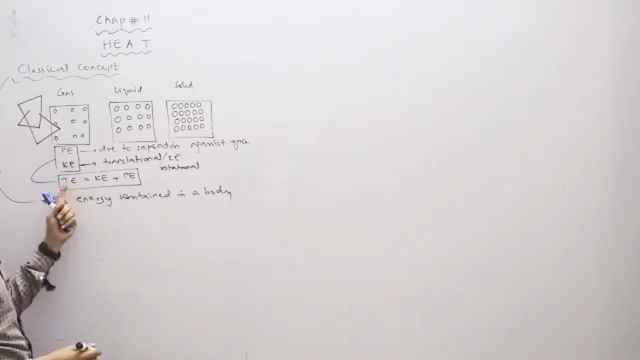 Chap # 11
HEAT
Classical Concept
Gas Liquid Solid
PE → due to separation against
KE → translational/KE
rotational
TE = KE + PE
energy contained in a body